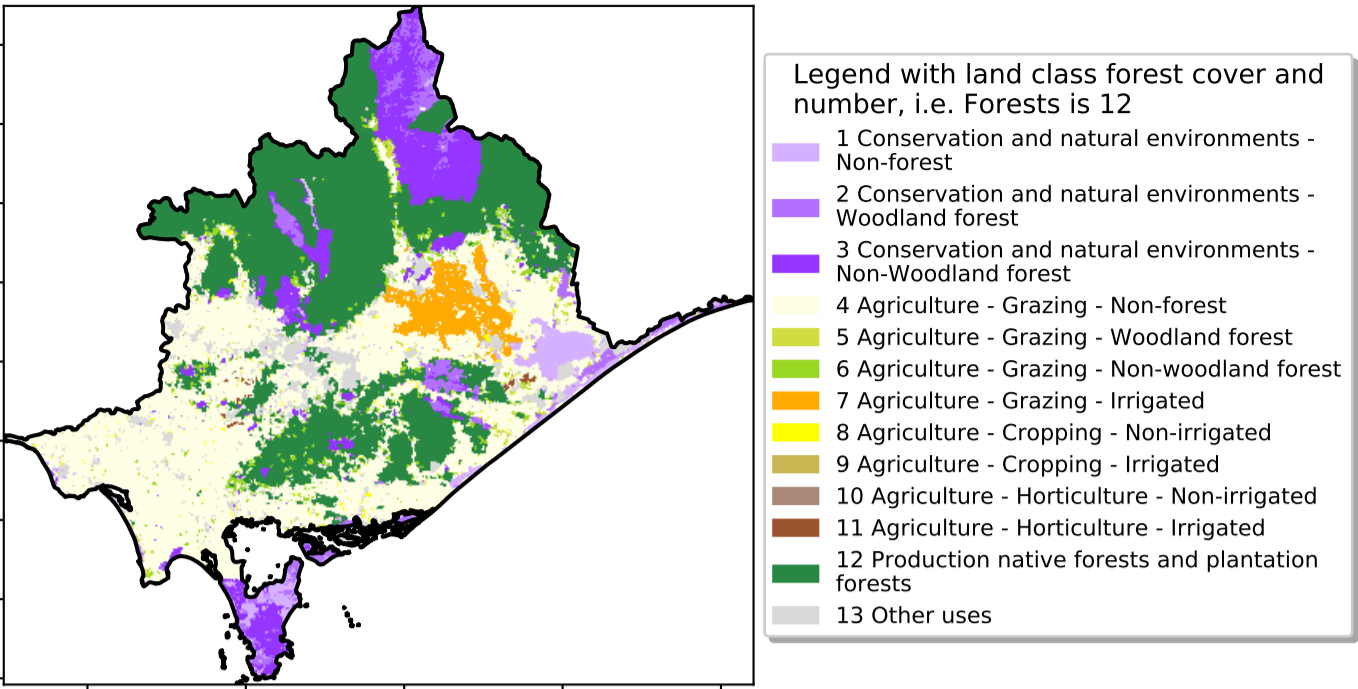 Legend with land class forest cover and
number, i.e. Forests is 12
1 Conservation and natural environments -
Non-forest
2 Conservation and natural environments -
Woodland forest
3 Conservation and natural environments -
Non-Woodland forest
4 Agriculture - Grazing - Non-forest
5 Agriculture - Grazing - Woodland forest
6 Agriculture - Grazing - Non-woodland forest
7 Agriculture - Grazing - Irrigated
8 Agriculture - Cropping - Non-irrigated
9 Agriculture - Cropping - Irrigated
10 Agriculture - Horticulture - Non-irrigated
11 Agriculture - Horticulture - Irrigated
12 Production native forests and plantation
forests
13 Other uses